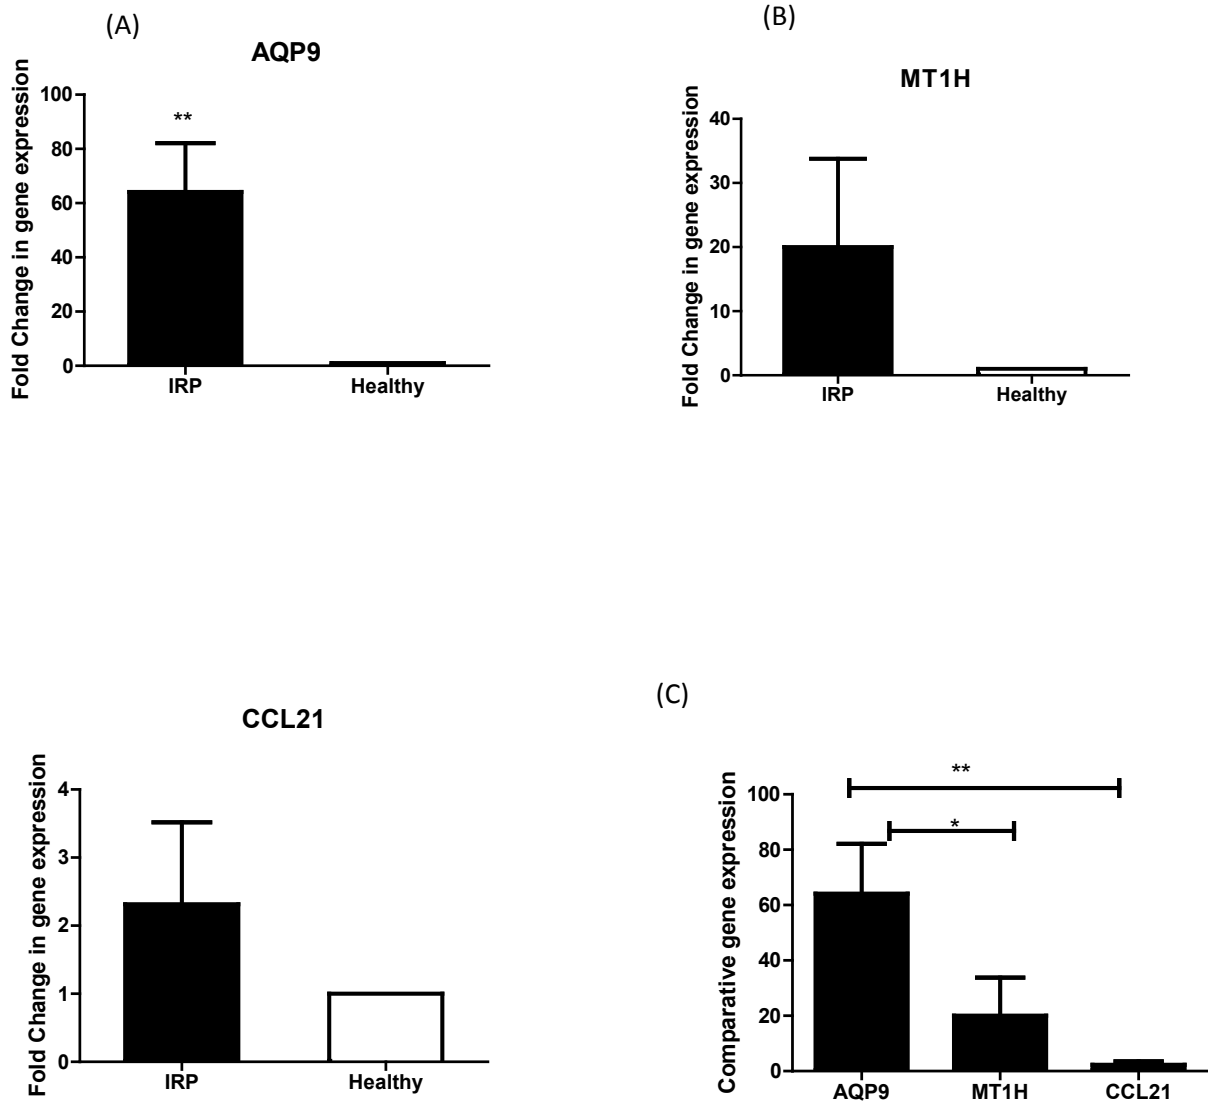 (A)
AQP9
Fold Change in gene expression
100
80
60
40
20
0
**
IRP Healthy
(B)
MT1H
Fold Change in gene expression
40
30
20
10
0
IRP Healthy
CCL21
Fold Change in gene expression
4
3
2
1
0
IRP Healthy
(C)
Comparative gene expression
100
80
60
40
20
0
**
*
AQP9 MT1H CCL21